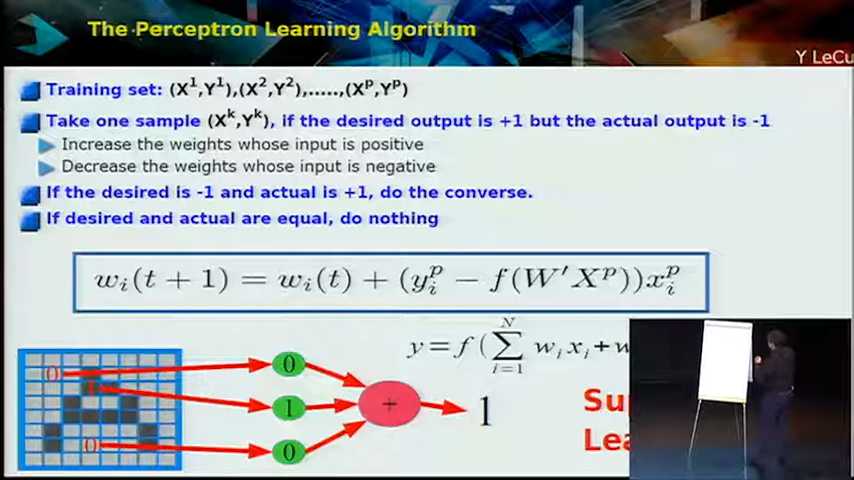 The Perceptron Learning Algorithm
Y LeCu
Training set: (X¹,Y¹),(X²,Y²),.....,(Xᵖ,Yᵖ)
Take one sample (Xᵏ,Yᵏ), if the desired output is +1 but the actual output is -1
Increase the weights whose input is positive
Decrease the weights whose input is negative
If the desired is -1 and actual is +1, do the converse.
If desired and actual are equal, do nothing
wᵢ(t + 1) = wᵢ(t) + (yᵢᵖ − f(W′Xᵖ))xᵢᵖ
y=f(∑ᵢ₌₁ᴺ wᵢxᵢ+w
() 0
1 + 1
() 0
Su
Lea